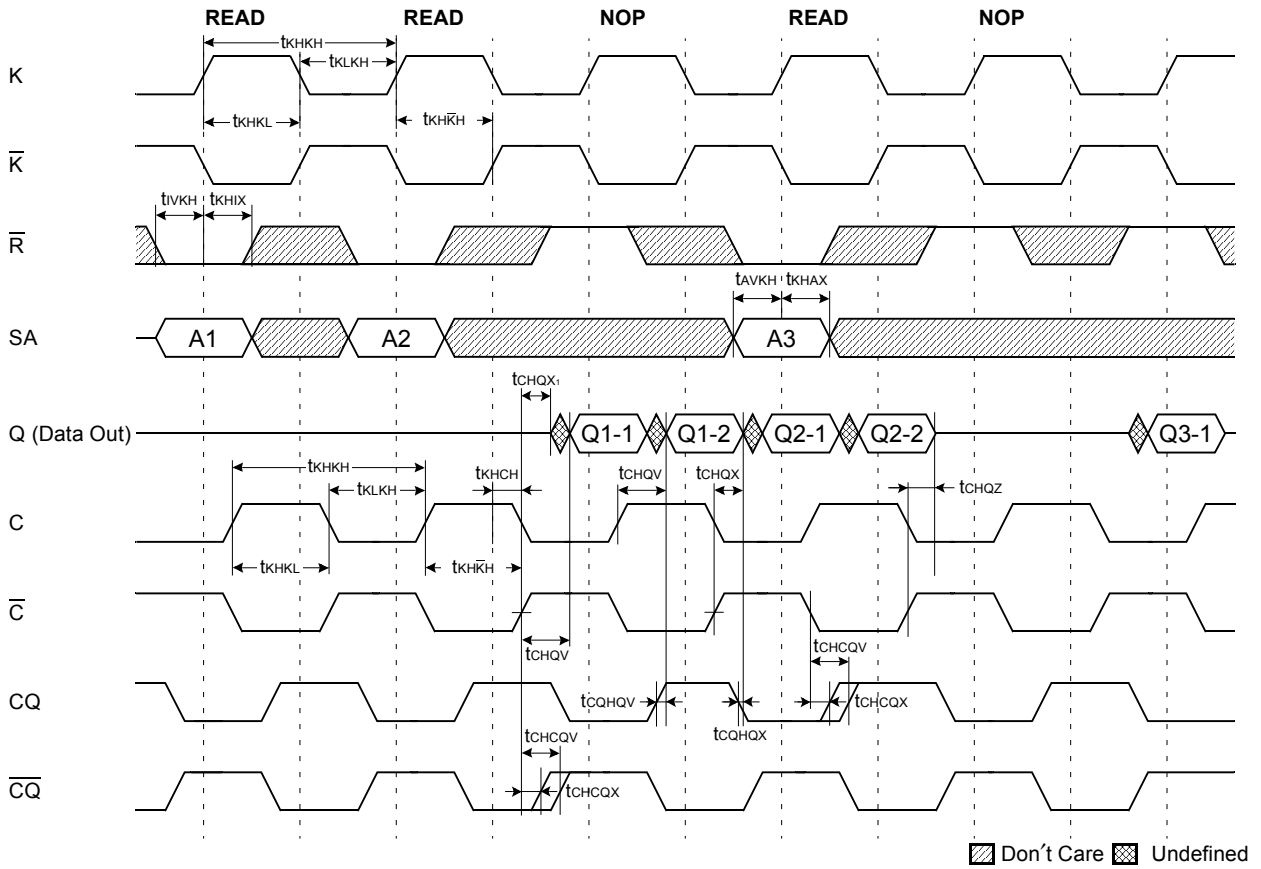 READ READ NOP READ NOP
tKHKH
tKLKH
K
tKHKL tKHK̅H
K̅
tIVKH tKHIX
R̅
tAVKH tKHAX
SA A1 A2 A3
tCHQX1
Q (Data Out) Q1-1 Q1-2 Q2-1 Q2-2 Q3-1
tKHKH tKHCH tCHQV tCHQX
tKLKH tCHQZ
C
tKHKL tKHK̅H
C̅
tCHQV tCHCQV
CQ tCQHQV tCHCQX
tCQHQX
tCHCQV
C̅Q̅ tCHCQX
Don't Care Undefined